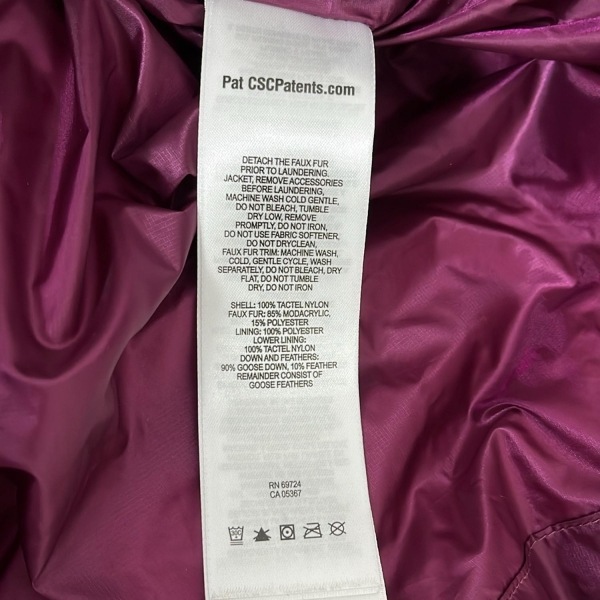 Pat CSCPatents.com
DETACH THE FAUX FUR
PRIOR TO LAUNDERING.
JACKET, REMOVE ACCESSORIES
BEFORE LAUNDERING,
MACHINE WASH COLD GENTLE,
DO NOT BLEACH, TUMBLE
DRY LOW, REMOVE
PROMPTLY, DO NOT IRON,
DO NOT USE FABRIC SOFTENER,
DO NOT DRYCLEAN,
FAUX FUR TRIM: MACHINE WASH,
COLD, GENTLE CYCLE, WASH
SEPARATELY, DO NOT BLEACH, DRY
FLAT, DO NOT TUMBLE
DRY, DO NOT IRON
SHELL: 100% TACTEL NYLON
FAUX FUR: 85% MODACRYLIC,
15% POLYESTER
LINING: 100% POLYESTER
LOWER LINING:
100% TACTEL NYLON
DOWN AND FEATHERS:
90% GOOSE DOWN, 10% FEATHER
REMAINDER CONSIST OF
GOOSE FEATHERS
RN 69724
CA 05367